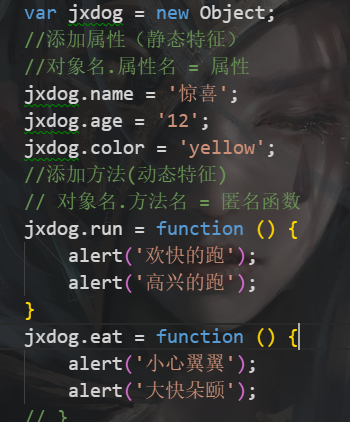 var jxdog = new Object;
//添加属性（静态特征）
//对象名.属性名 = 属性
jxdog.name = '惊喜';
jxdog.age = '12';
jxdog.color = 'yellow';
//添加方法(动态特征)
// 对象名.方法名 = 匿名函数
jxdog.run = function () {
    alert('欢快的跑');
    alert('高兴的跑');
}
jxdog.eat = function () {
    alert('小心翼翼');
    alert('大快朵颐');
// }